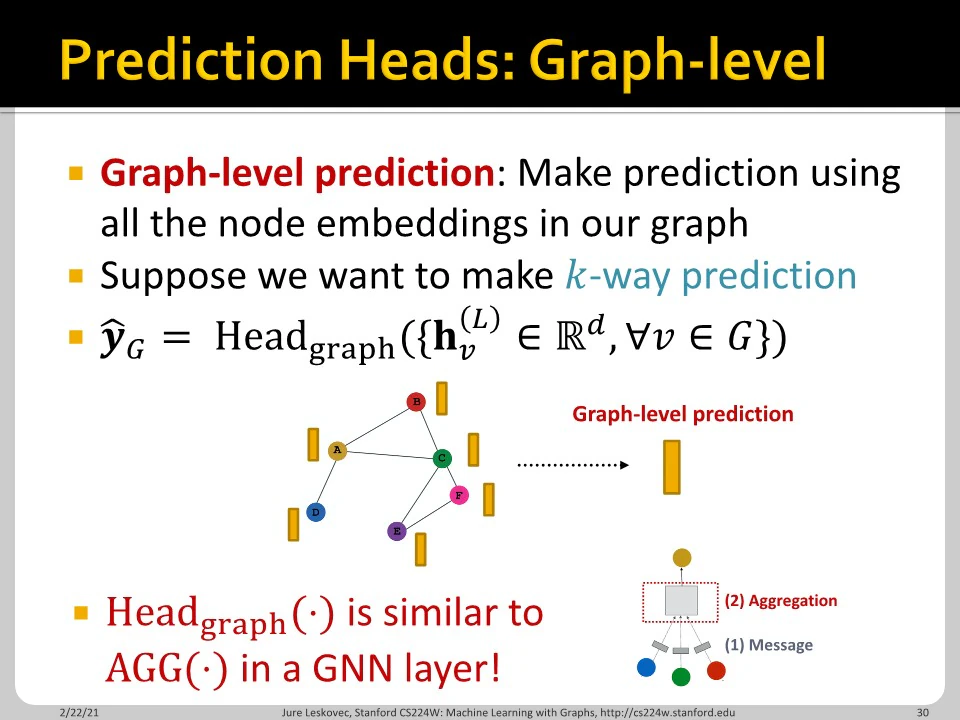 Prediction Heads: Graph-level
Graph-level prediction: Make prediction using
all the node embeddings in our graph
Suppose we want to make k-way prediction
ŷ_G = Head_graph({h_v^(L) ∈ ℝ^d, ∀v ∈ G})
B
Graph-level prediction
A
C
F
D
E
(2) Aggregation
Head_graph(·) is similar to
(1) Message
AGG(·) in a GNN layer!
2/22/21 Jure Leskovec, Stanford CS224W: Machine Learning with Graphs, http://cs224w.stanford.edu 30